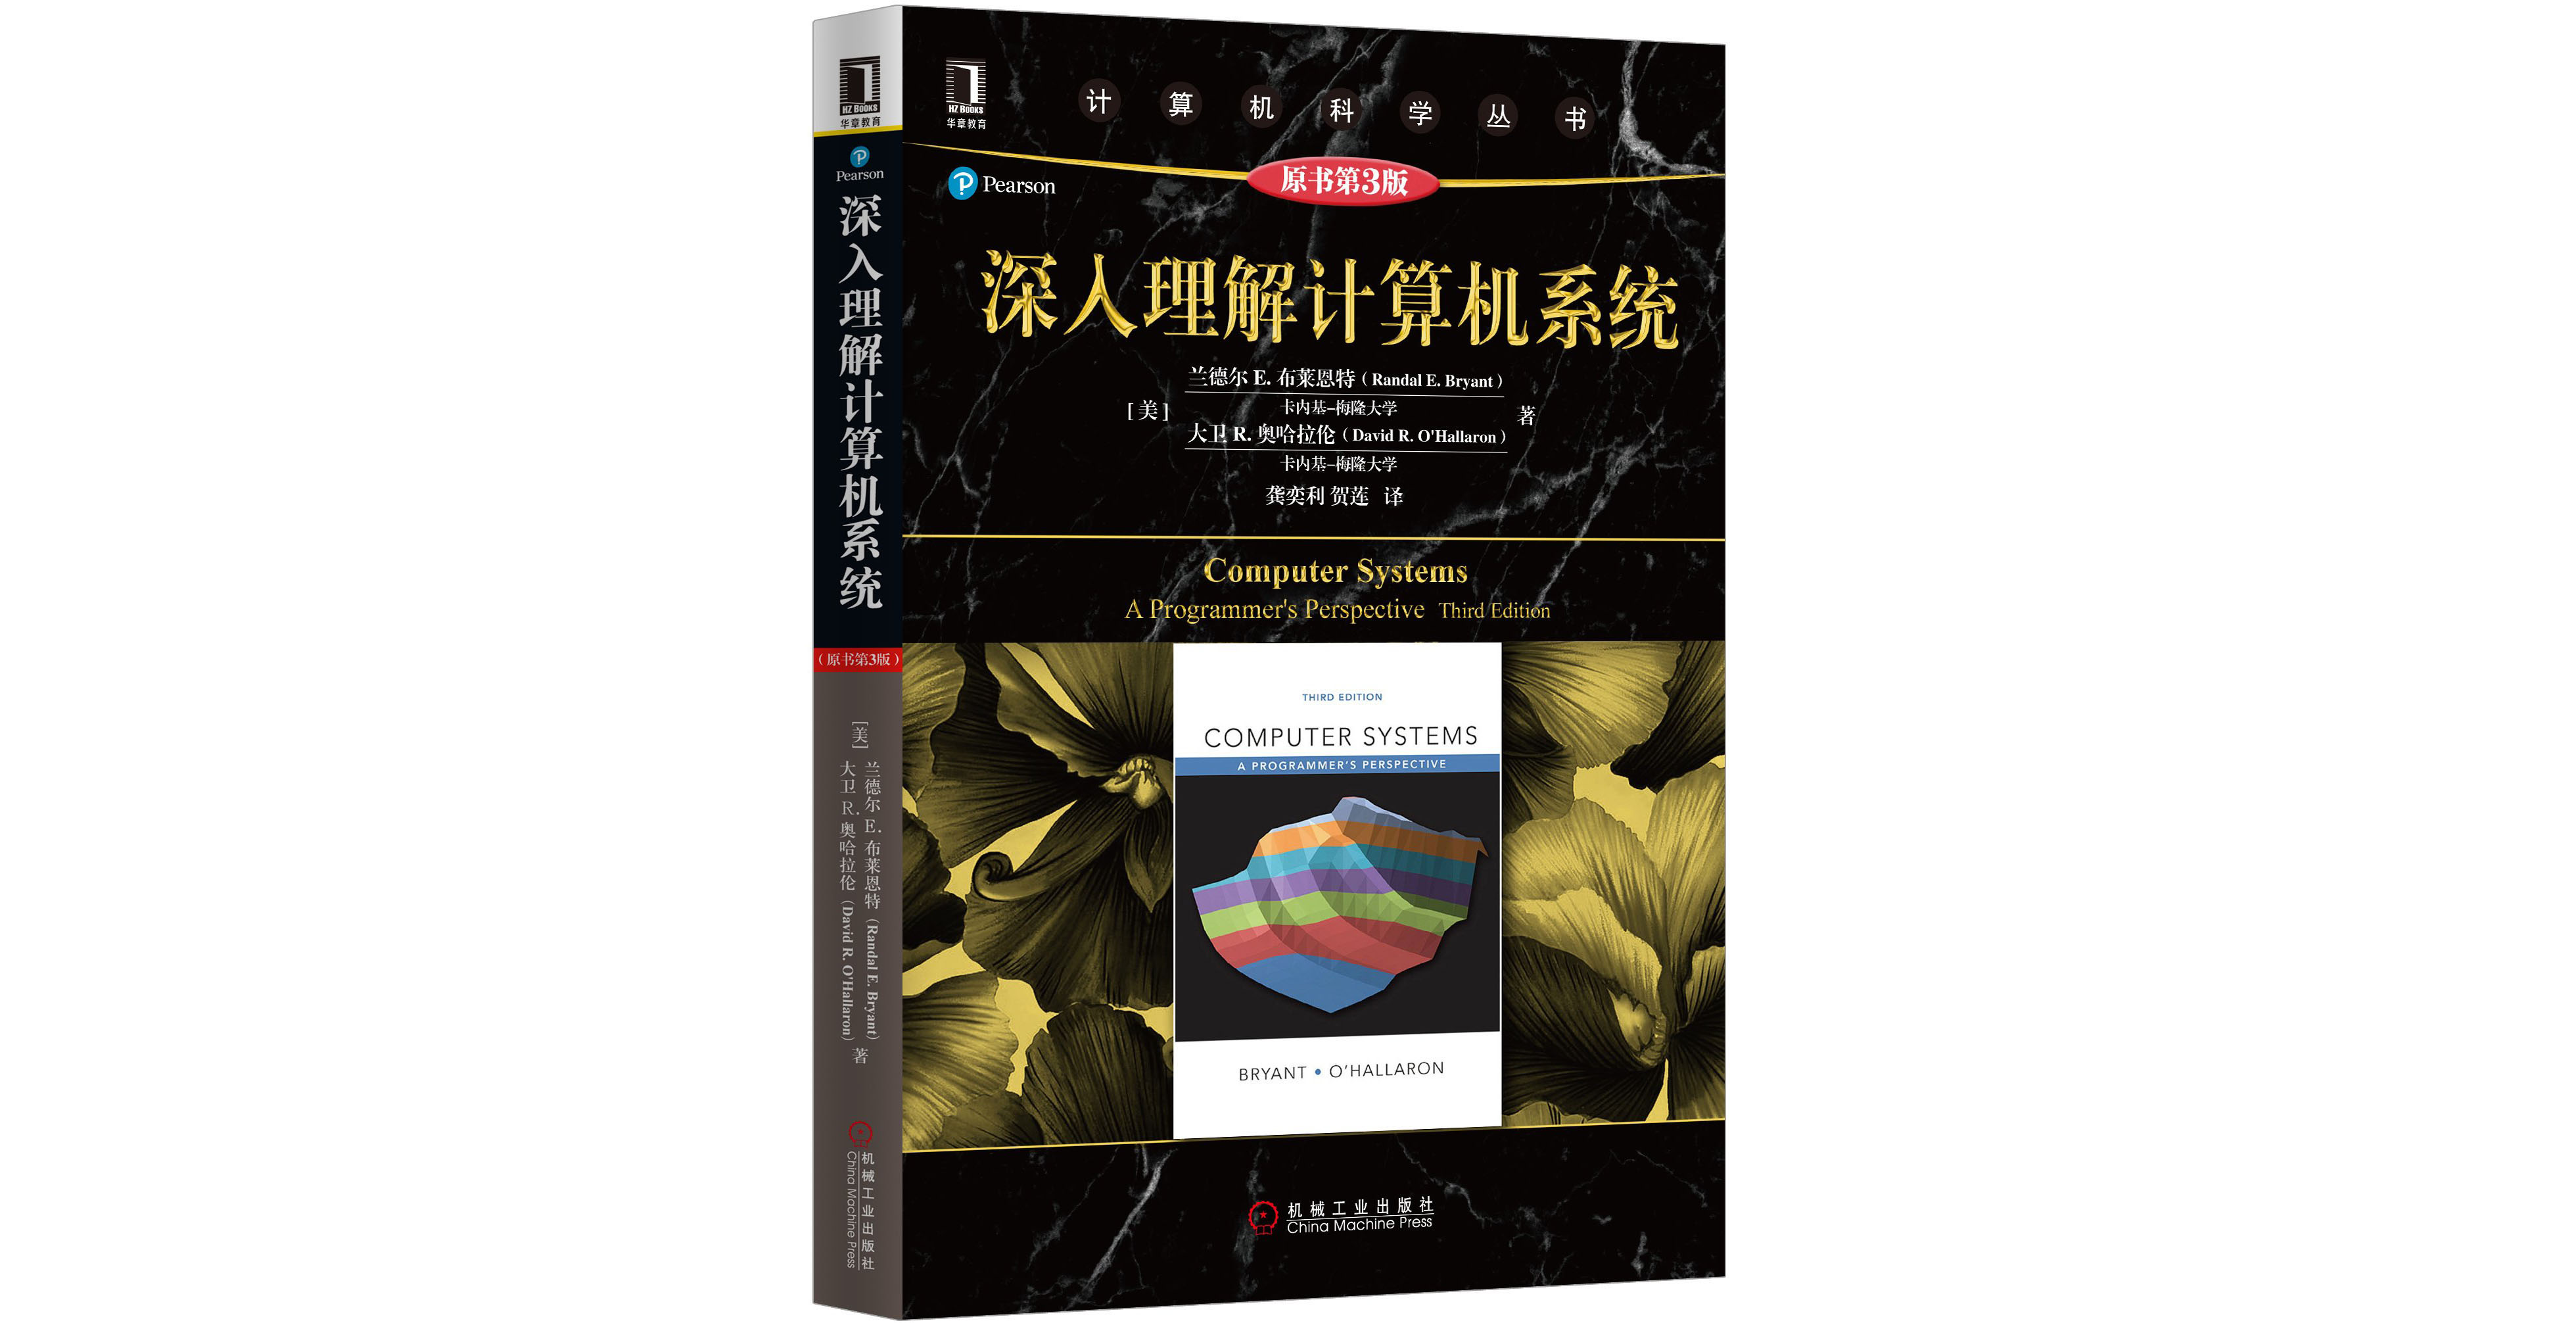 HZ BOOKS
华章教育
Pearson
深入理解计算机系统
（原书第3版）
[美]
兰德尔 E. 布莱恩特（Randal E. Bryant）
大卫 R. 奥哈拉伦（David R. O'Hallaron）
著
机械工业出版社
China Machine Press
HZ BOOKS
华章教育
计算机科学丛书
Pearson
原书第3版
深入理解计算机系统
[美]
兰德尔 E. 布莱恩特（Randal E. Bryant）
卡内基-梅隆大学
大卫 R. 奥哈拉伦（David R. O'Hallaron）
卡内基-梅隆大学
著
龚奕利 贺莲 译
Computer Systems
A Programmer's Perspective Third Edition
THIRD EDITION
COMPUTER SYSTEMS
A PROGRAMMER'S PERSPECTIVE
BRYANT • O'HALLARON
机械工业出版社
China Machine Press